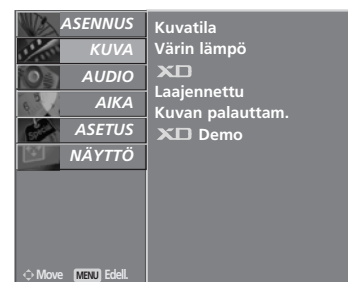 ASENNUS
KUVA
AUDIO
AIKA
ASETUS
NÄYTTÖ
Kuvatila
Värin lämpö
XD
Laajennettu
Kuvan palauttam.
XD Demo
Move MENU Edell.